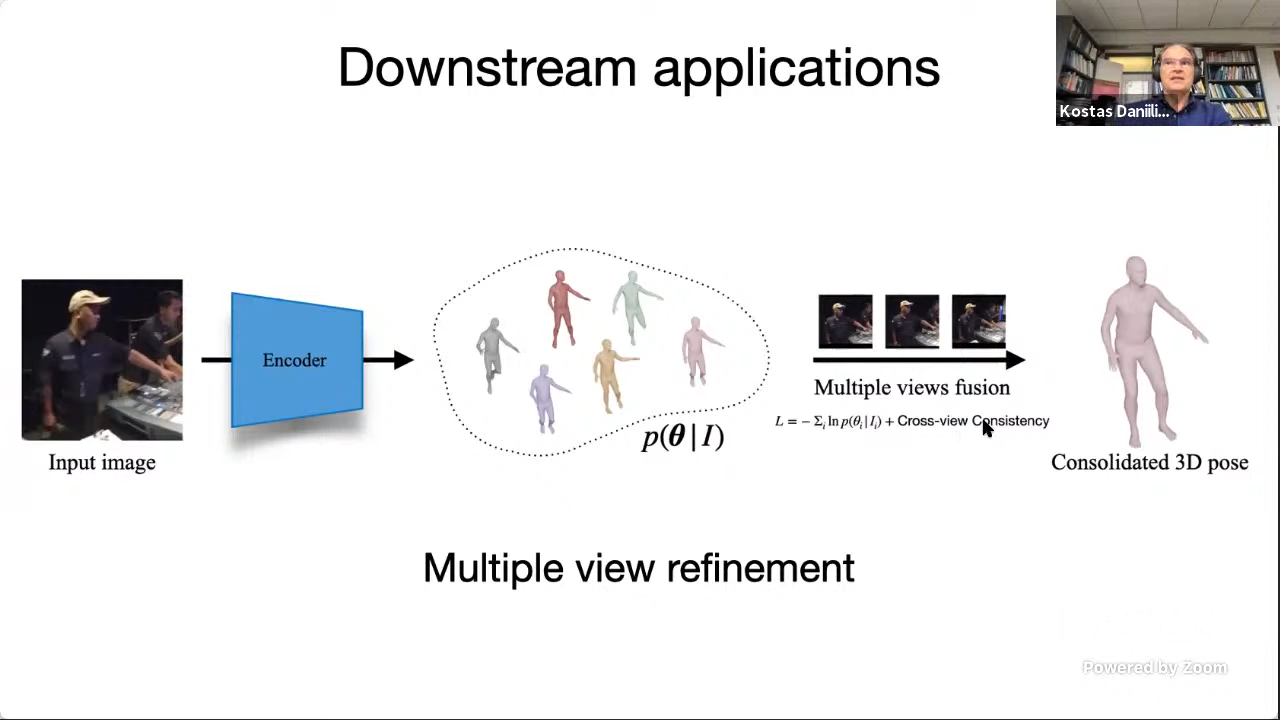 Downstream applications
Kostas Daniili...
Encoder
Multiple views fusion
L = − Σᵢ ln p(θᵢ | Iᵢ) + Cross-view Consistency
p(θ | I)
Input image
Consolidated 3D pose
Multiple view refinement
Powered by Zoom